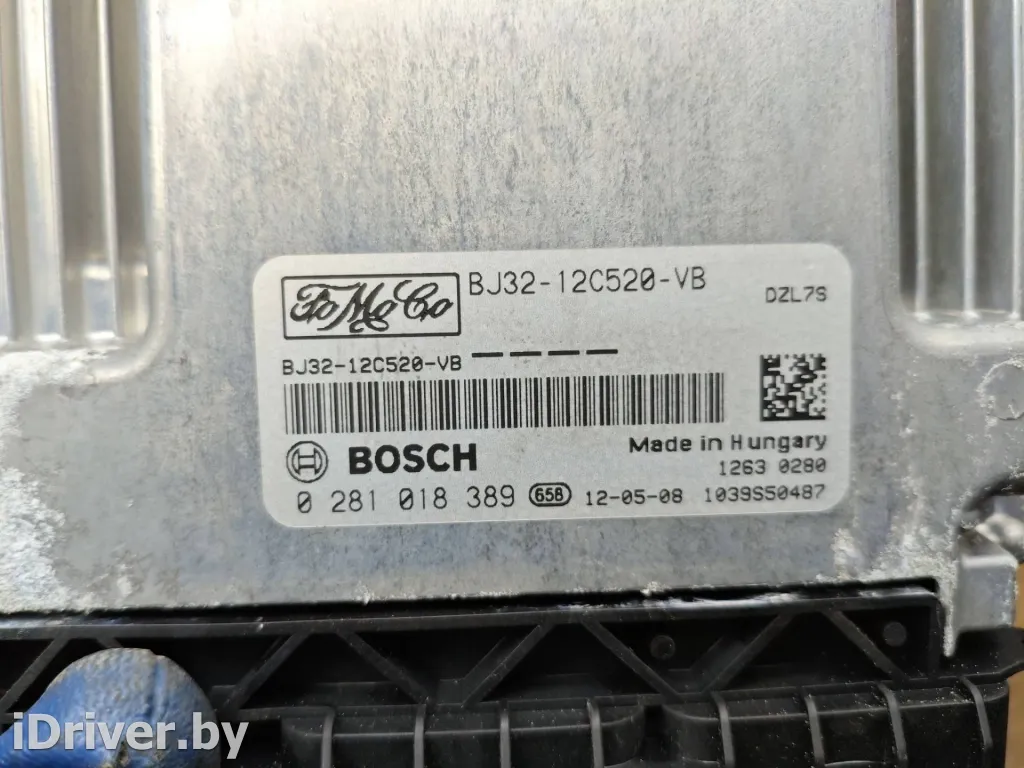 FoMoCo BJ32-12C520-VB DZL7S
BJ32-12C520-VB – – – –
BOSCH Made in Hungary
1263 0280
0 281 018 389 658 12-05-08 1039S50487
iDriver.by